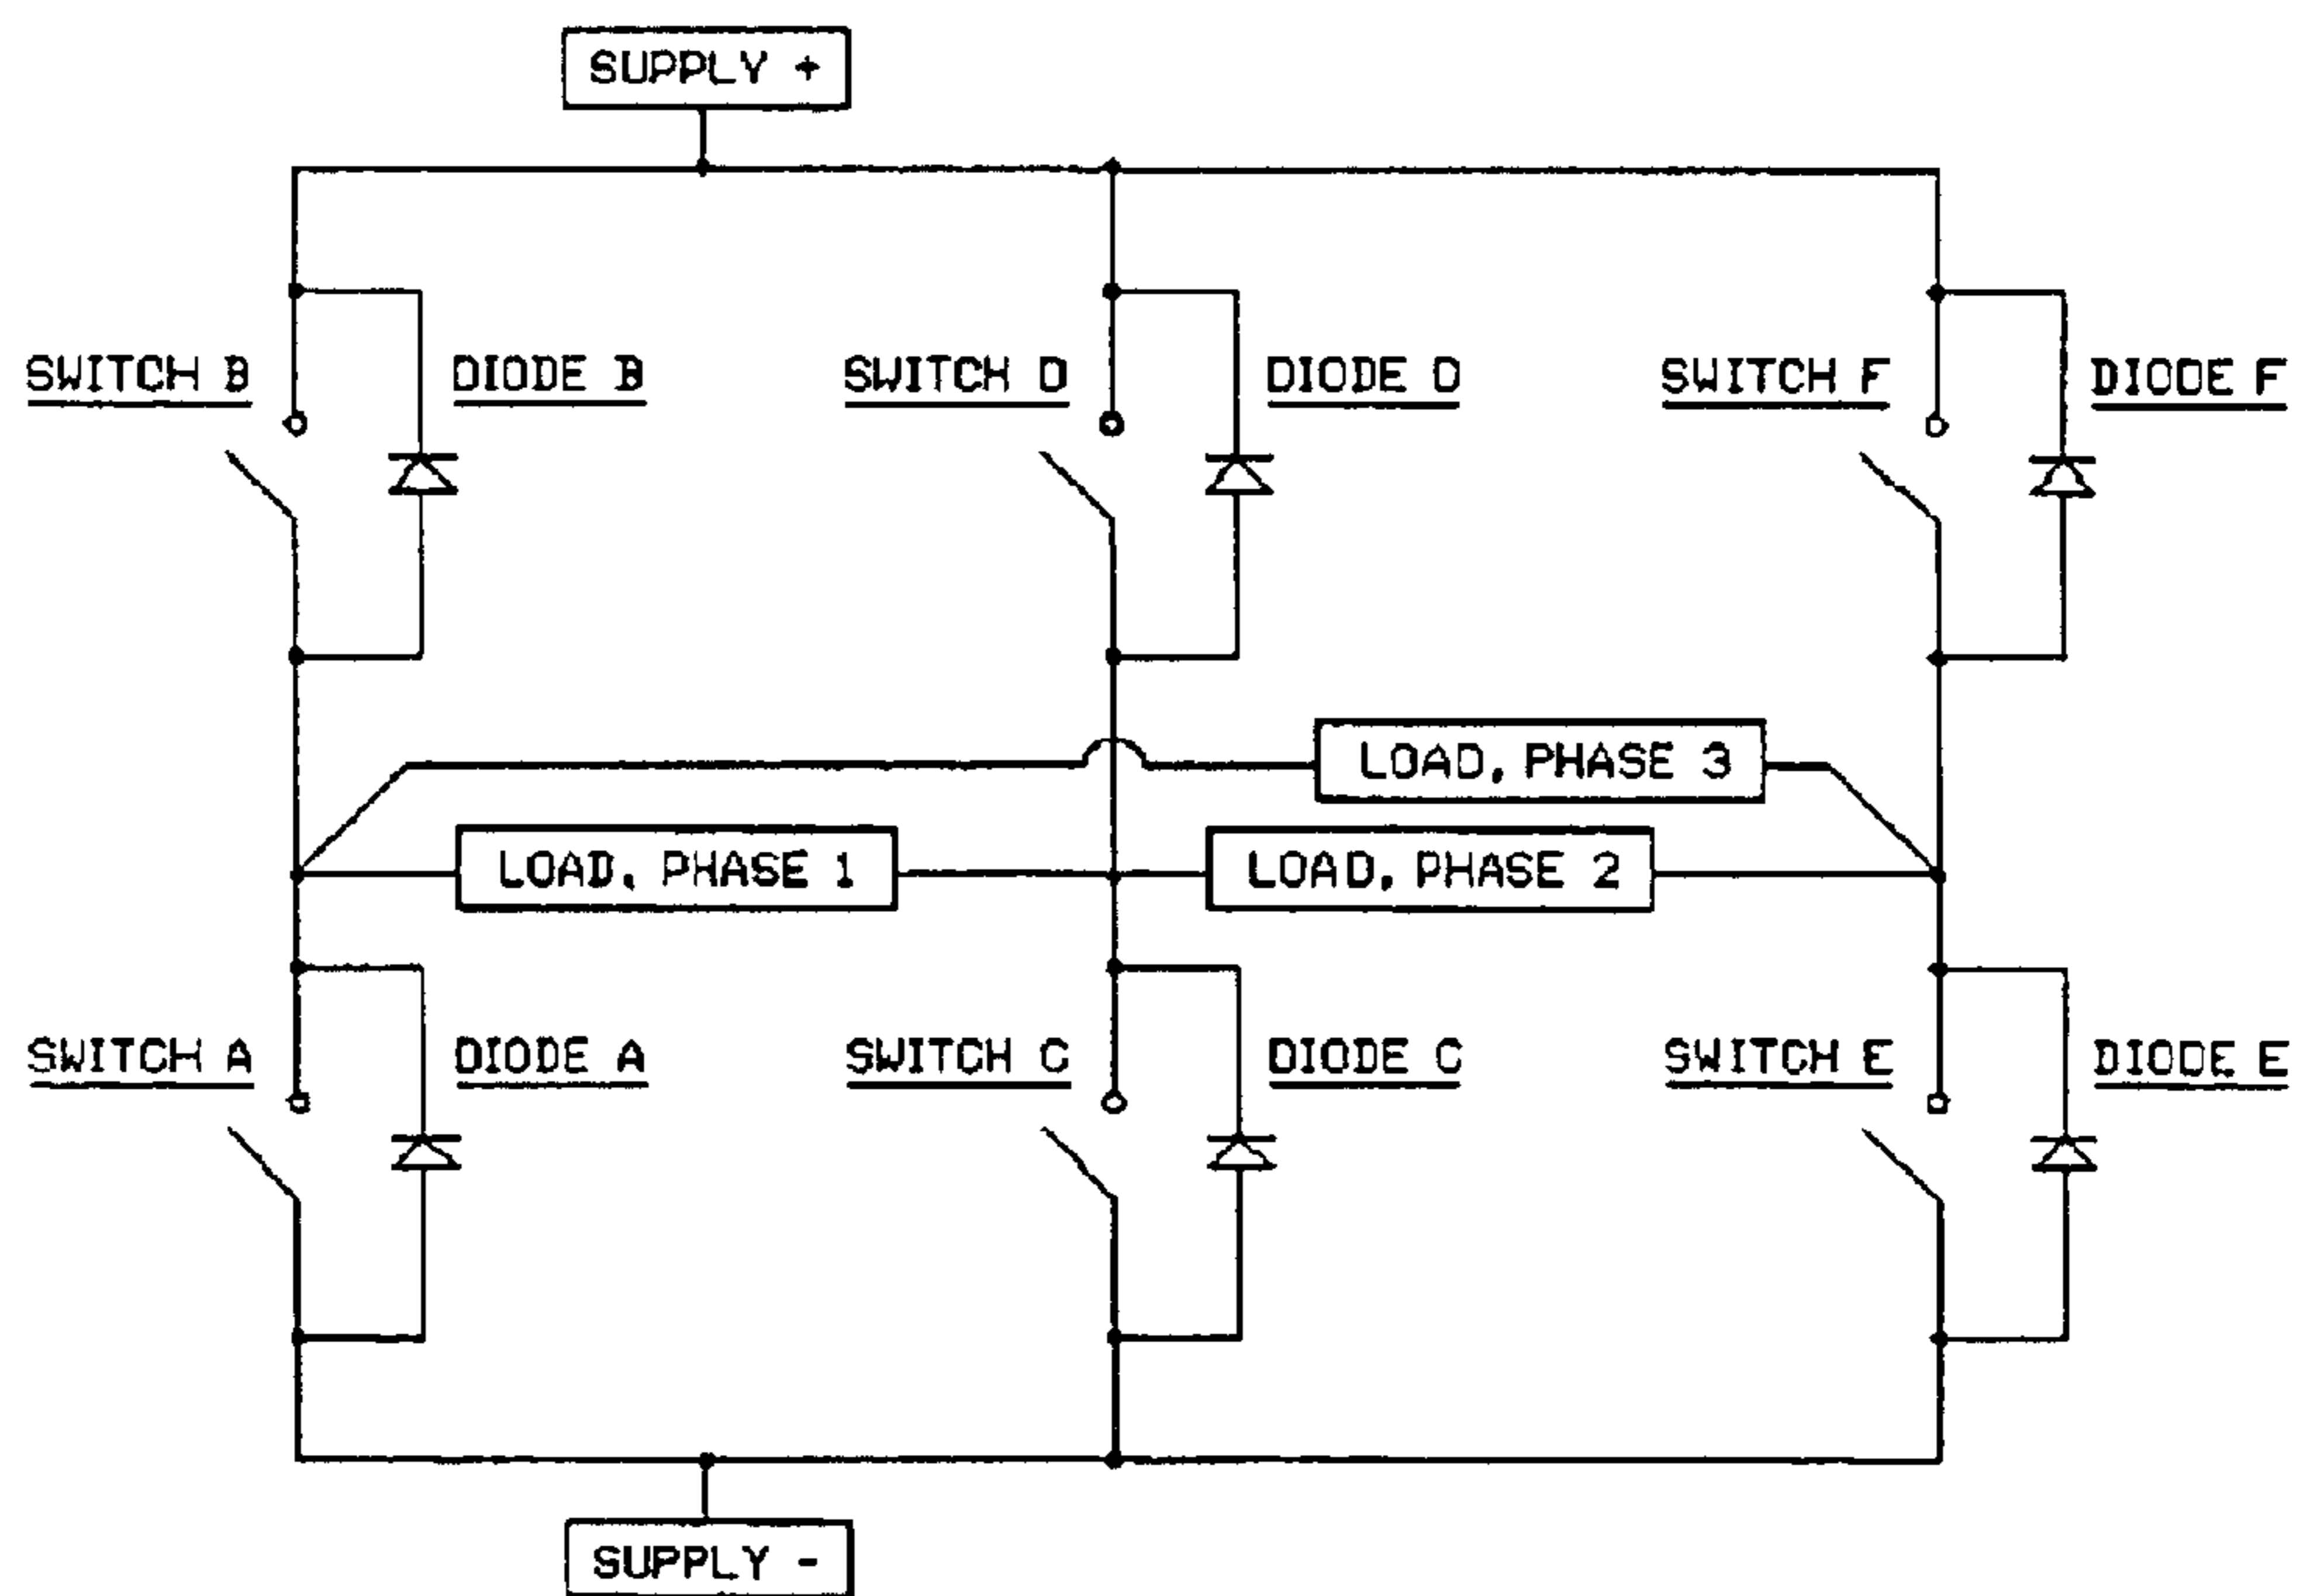 SUPPLY +
SWITCH B
DIODE B
SWITCH D
DIODE D
SWITCH F
DIODE F
LOAD, PHASE 3
LOAD, PHASE 1
LOAD, PHASE 2
SWITCH A
DIODE A
SWITCH C
DIODE C
SWITCH E
DIODE E
SUPPLY -